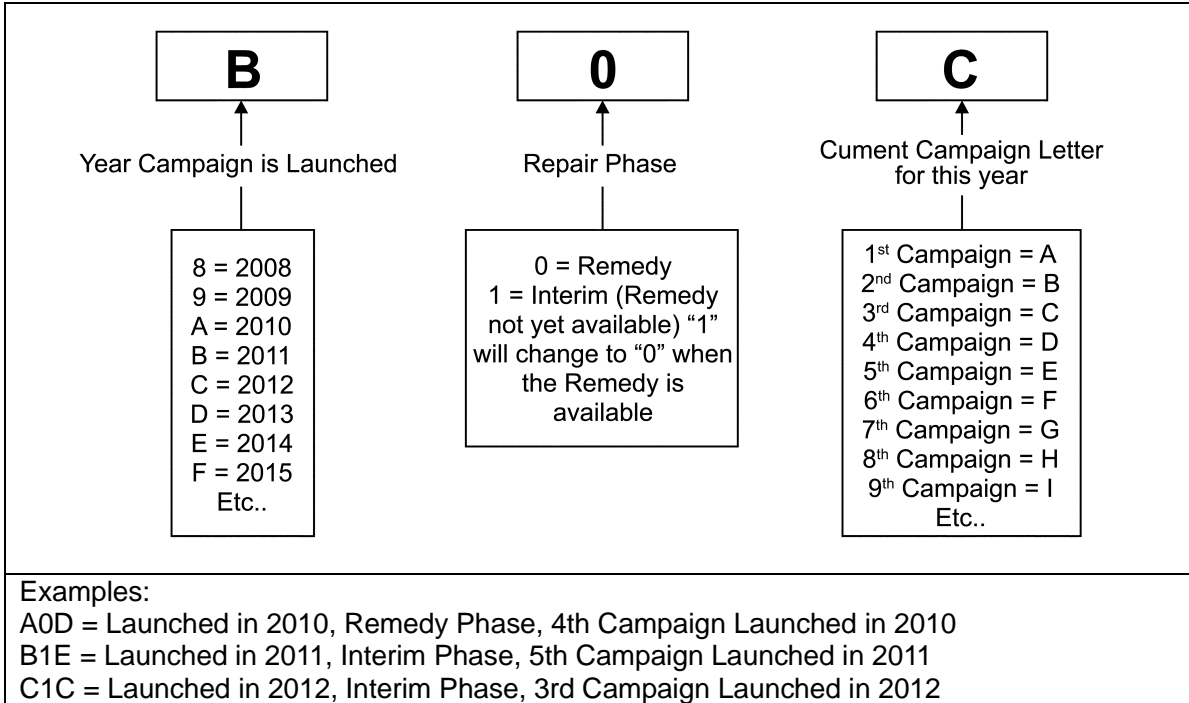 B
0
C
Year Campaign is Launched
Repair Phase
Cument Campaign Letter
for this year
8 = 2008
9 = 2009
A = 2010
B = 2011
C = 2012
D = 2013
E = 2014
F = 2015
Etc..
0 = Remedy
1 = Interim (Remedy
not yet available) “1”
will change to “0” when
the Remedy is
available
1st Campaign = A
2nd Campaign = B
3rd Campaign = C
4th Campaign = D
5th Campaign = E
6th Campaign = F
7th Campaign = G
8th Campaign = H
9th Campaign = I
Etc..
Examples:
A0D = Launched in 2010, Remedy Phase, 4th Campaign Launched in 2010
B1E = Launched in 2011, Interim Phase, 5th Campaign Launched in 2011
C1C = Launched in 2012, Interim Phase, 3rd Campaign Launched in 2012